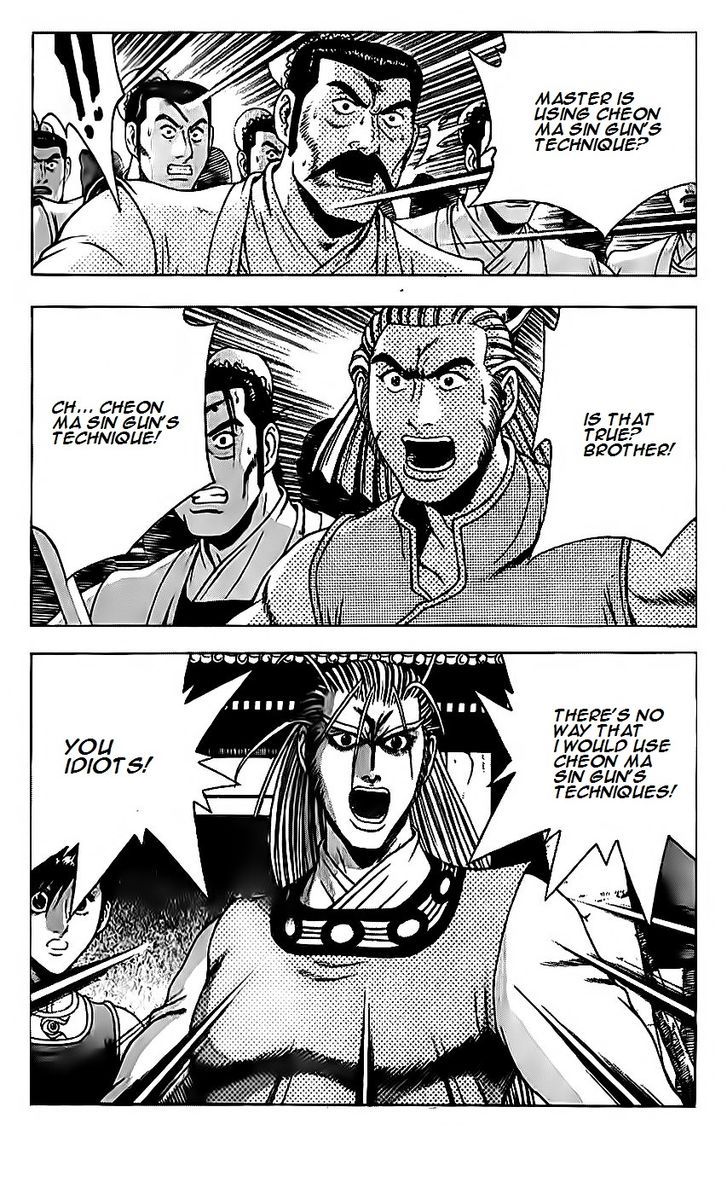 MASTER IS
USING CHEON
MA SIN GUN'S
TECHNIQUE?
CH... CHEON
MA SIN GUN'S
TECHNIQUE!
IS THAT
TRUE?
BROTHER!
YOU
IDIOTS!
THERE'S NO
WAY THAT
I WOULD USE
CHEON MA
SIN GUN'S
TECHNIQUES!